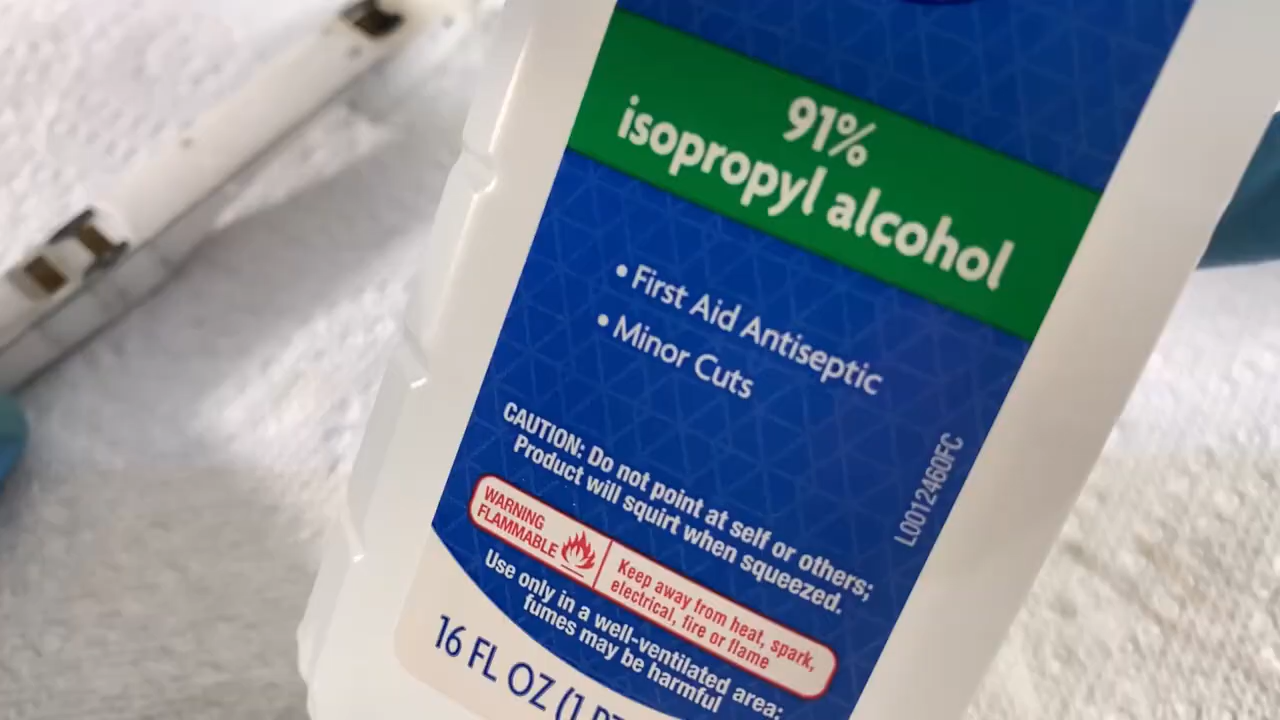 91%
isopropyl alcohol
• First Aid Antiseptic
• Minor Cuts
CAUTION: Do not point at self or others;
Product will squirt when squeezed.
WARNING
FLAMMABLE
Keep away from heat, spark,
electrical, fire or flame
Use only in a well-ventilated area;
fumes may be harmful
16 FL OZ (1
L0012460FC